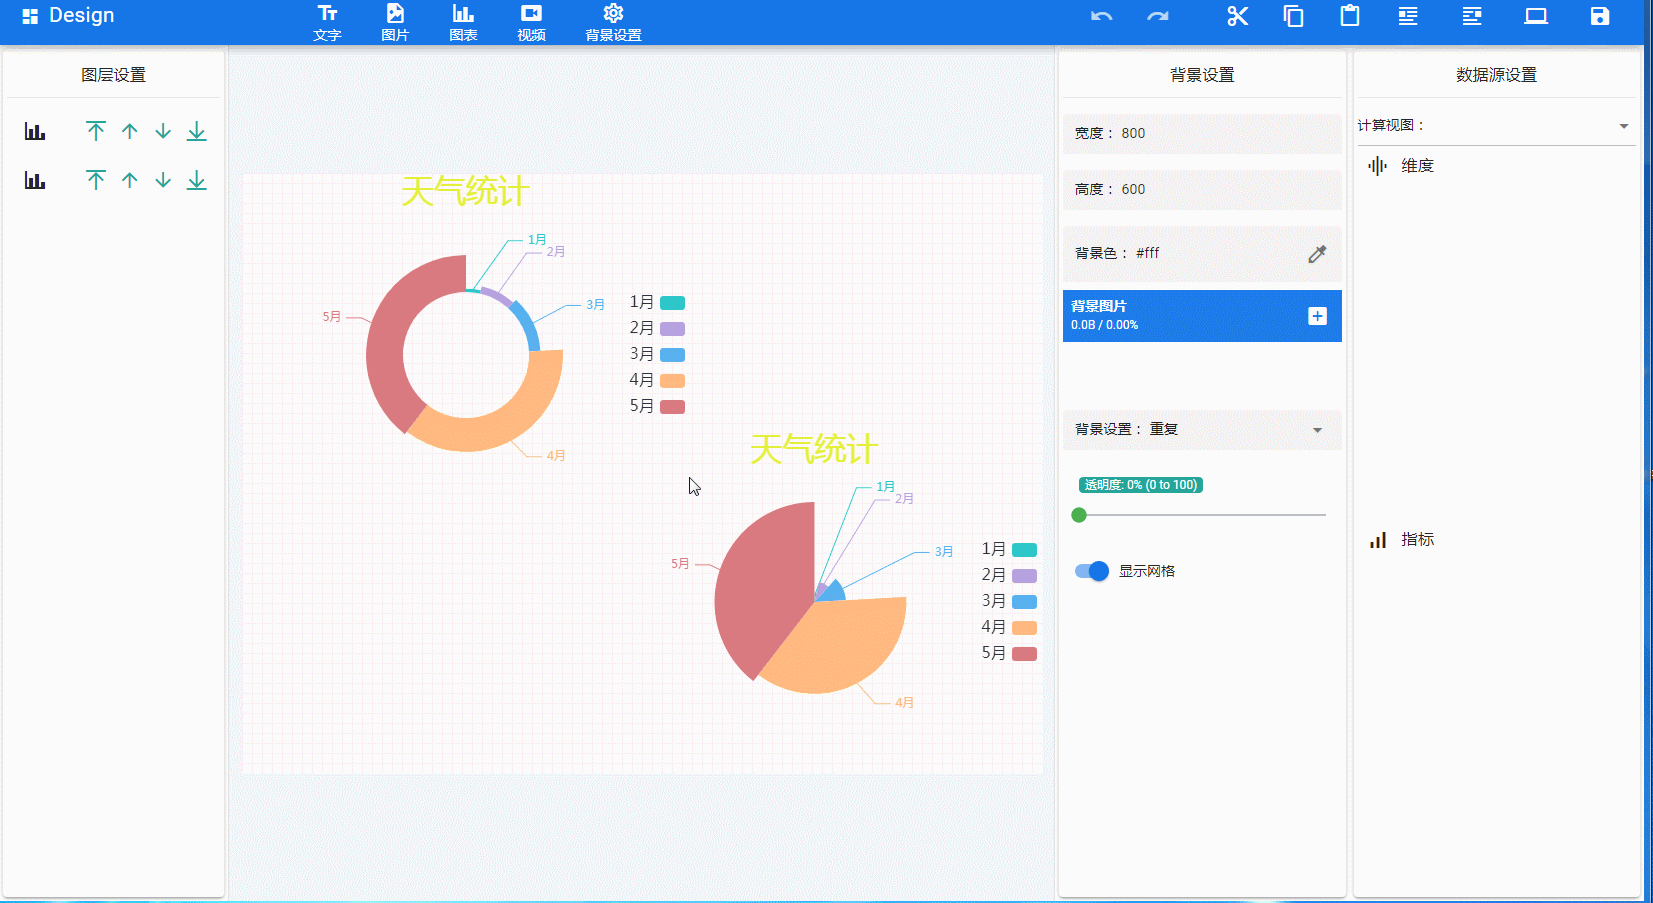 Design
文字
图片
图表
视频
背景设置
图层设置
天气统计
1月
2月
3月
5月
4月
1月
2月
3月
4月
5月
天气统计
1月
2月
3月
5月
4月
1月
2月
3月
4月
5月
背景设置
宽度： 800
高度： 600
背景色： #fff
背景图片
0.0B / 0.00%
背景设置： 重复
透明度: 0% (0 to 100)
显示网格
数据源设置
计算视图：
维度
指标